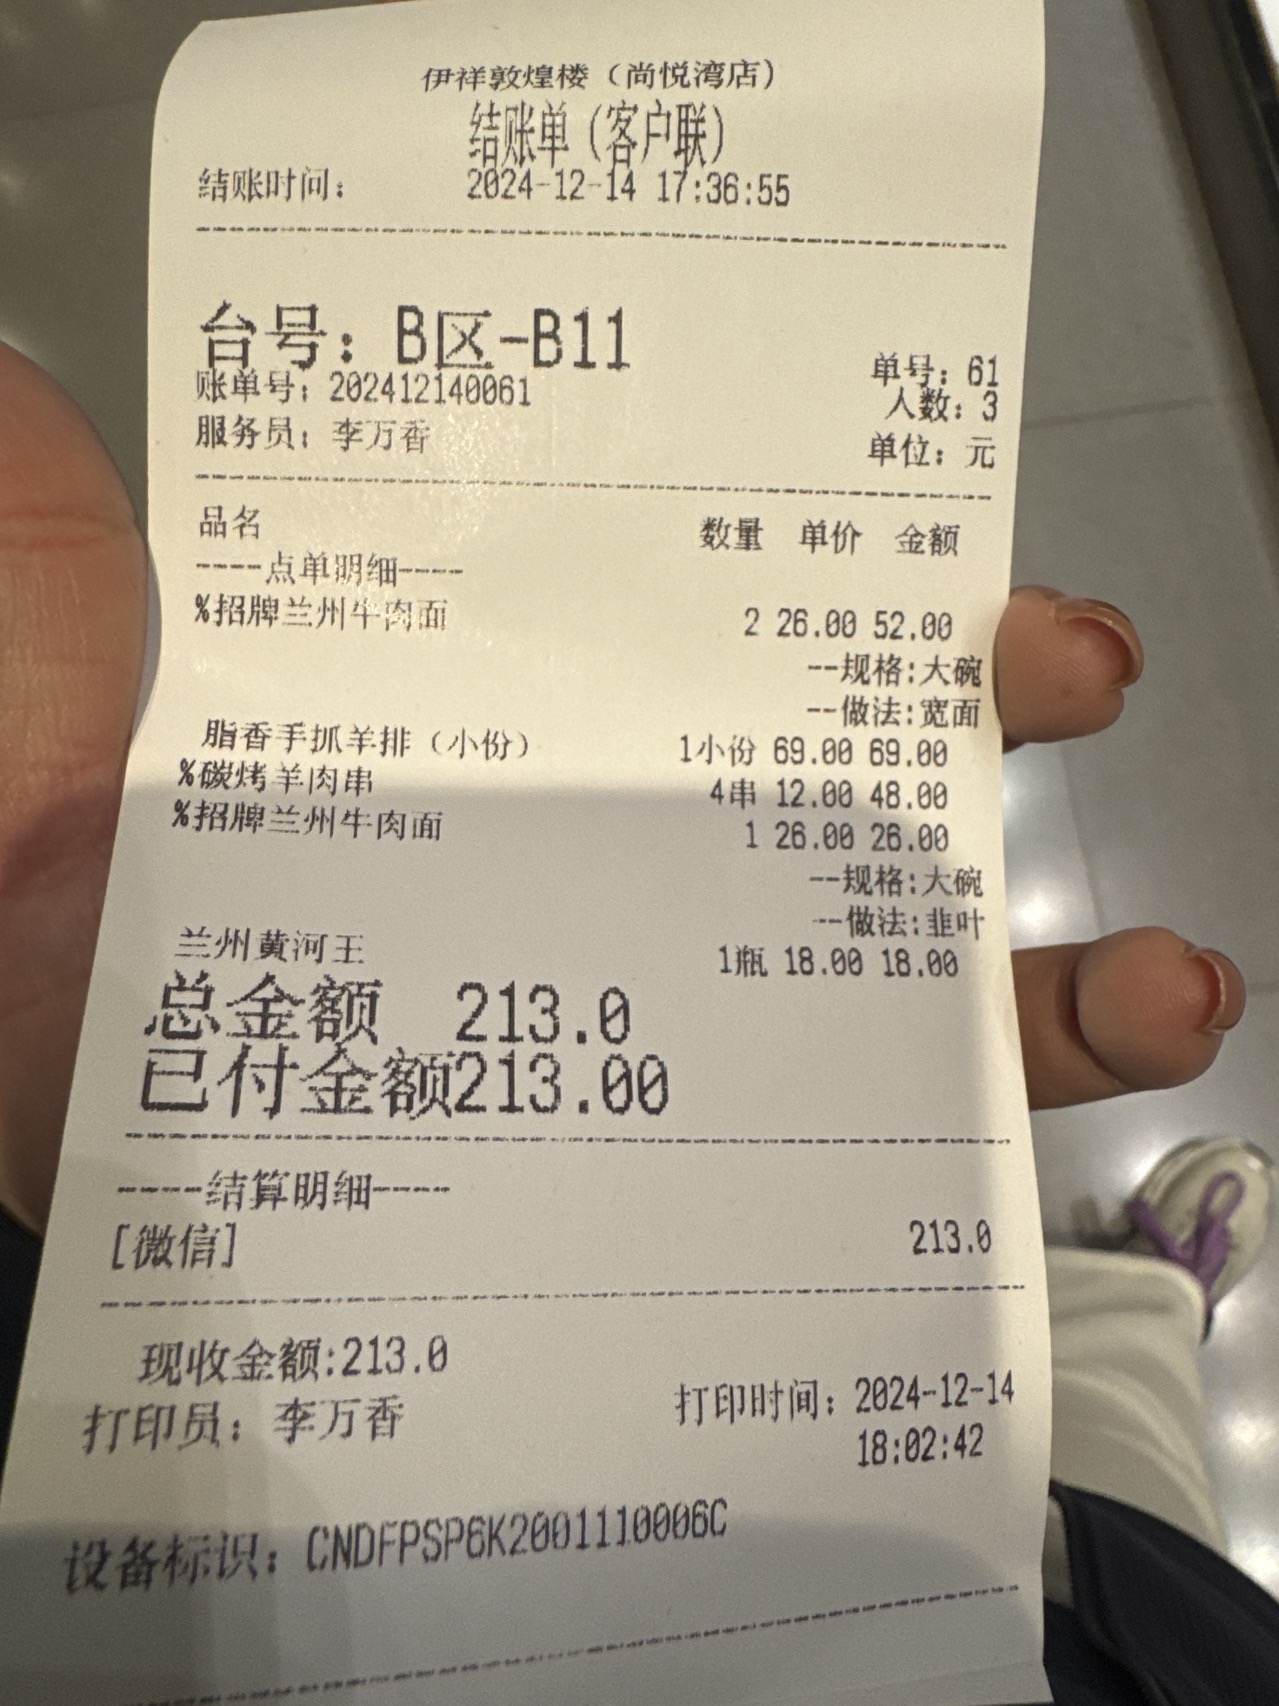 伊祥敦煌楼（尚悦湾店）
结账单（客户联）
结账时间： 2024-12-14 17:36:55
台号：B区-B11
单号：61
账单号：202412140061
人数：3
服务员：李万香
单位：元
品名 数量 单价 金额
----点单明细----
%招牌兰州牛肉面 2 26.00 52.00
--规格:大碗
--做法:宽面
脂香手抓羊排（小份） 1小份 69.00 69.00
%碳烤羊肉串 4串 12.00 48.00
%招牌兰州牛肉面 1 26.00 26.00
--规格:大碗
--做法:韭叶
兰州黄河王 1瓶 18.00 18.00
总金额 213.0
已付金额213.00
----结算明细----
[微信] 213.0
现收金额:213.0
打印员：李万香 打印时间：2024-12-14
18:02:42
设备标识：CNDFPSP6K2001110006C